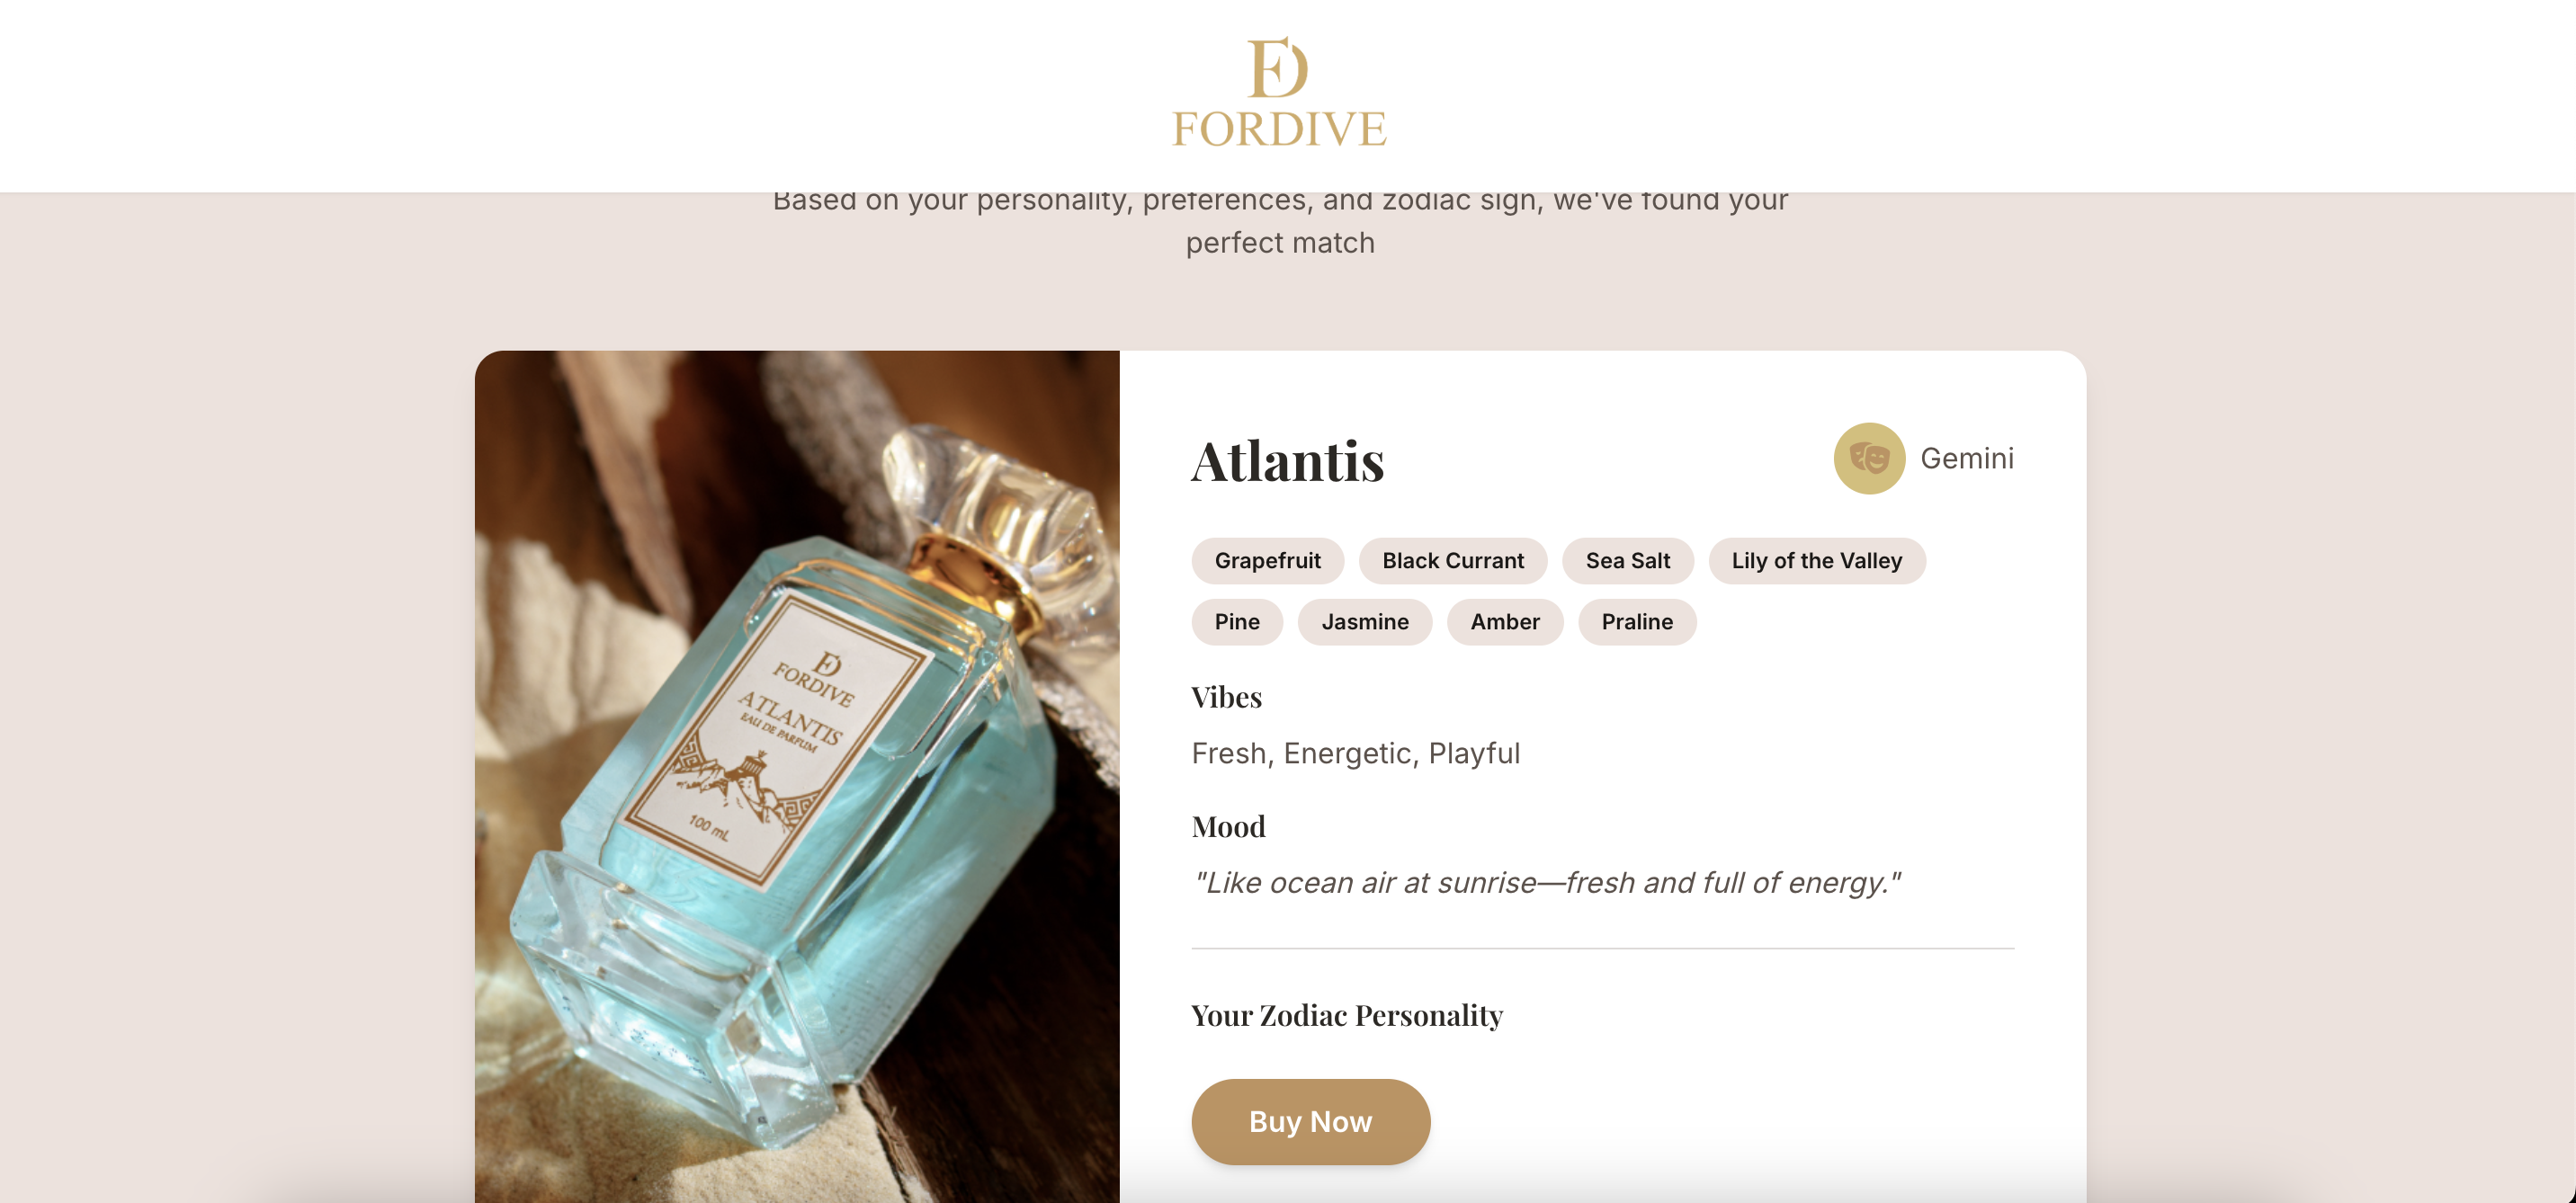 FD
FORDIVE
Based on your personality, preferences, and zodiac sign, we've found your
perfect match
FD
FORDIVE
ATLANTIS
EAU DE PARFUM
100 mL
Atlantis
Gemini
Grapefruit Black Currant Sea Salt Lily of the Valley
Pine Jasmine Amber Praline
Vibes
Fresh, Energetic, Playful
Mood
"Like ocean air at sunrise—fresh and full of energy."
Your Zodiac Personality
Buy Now